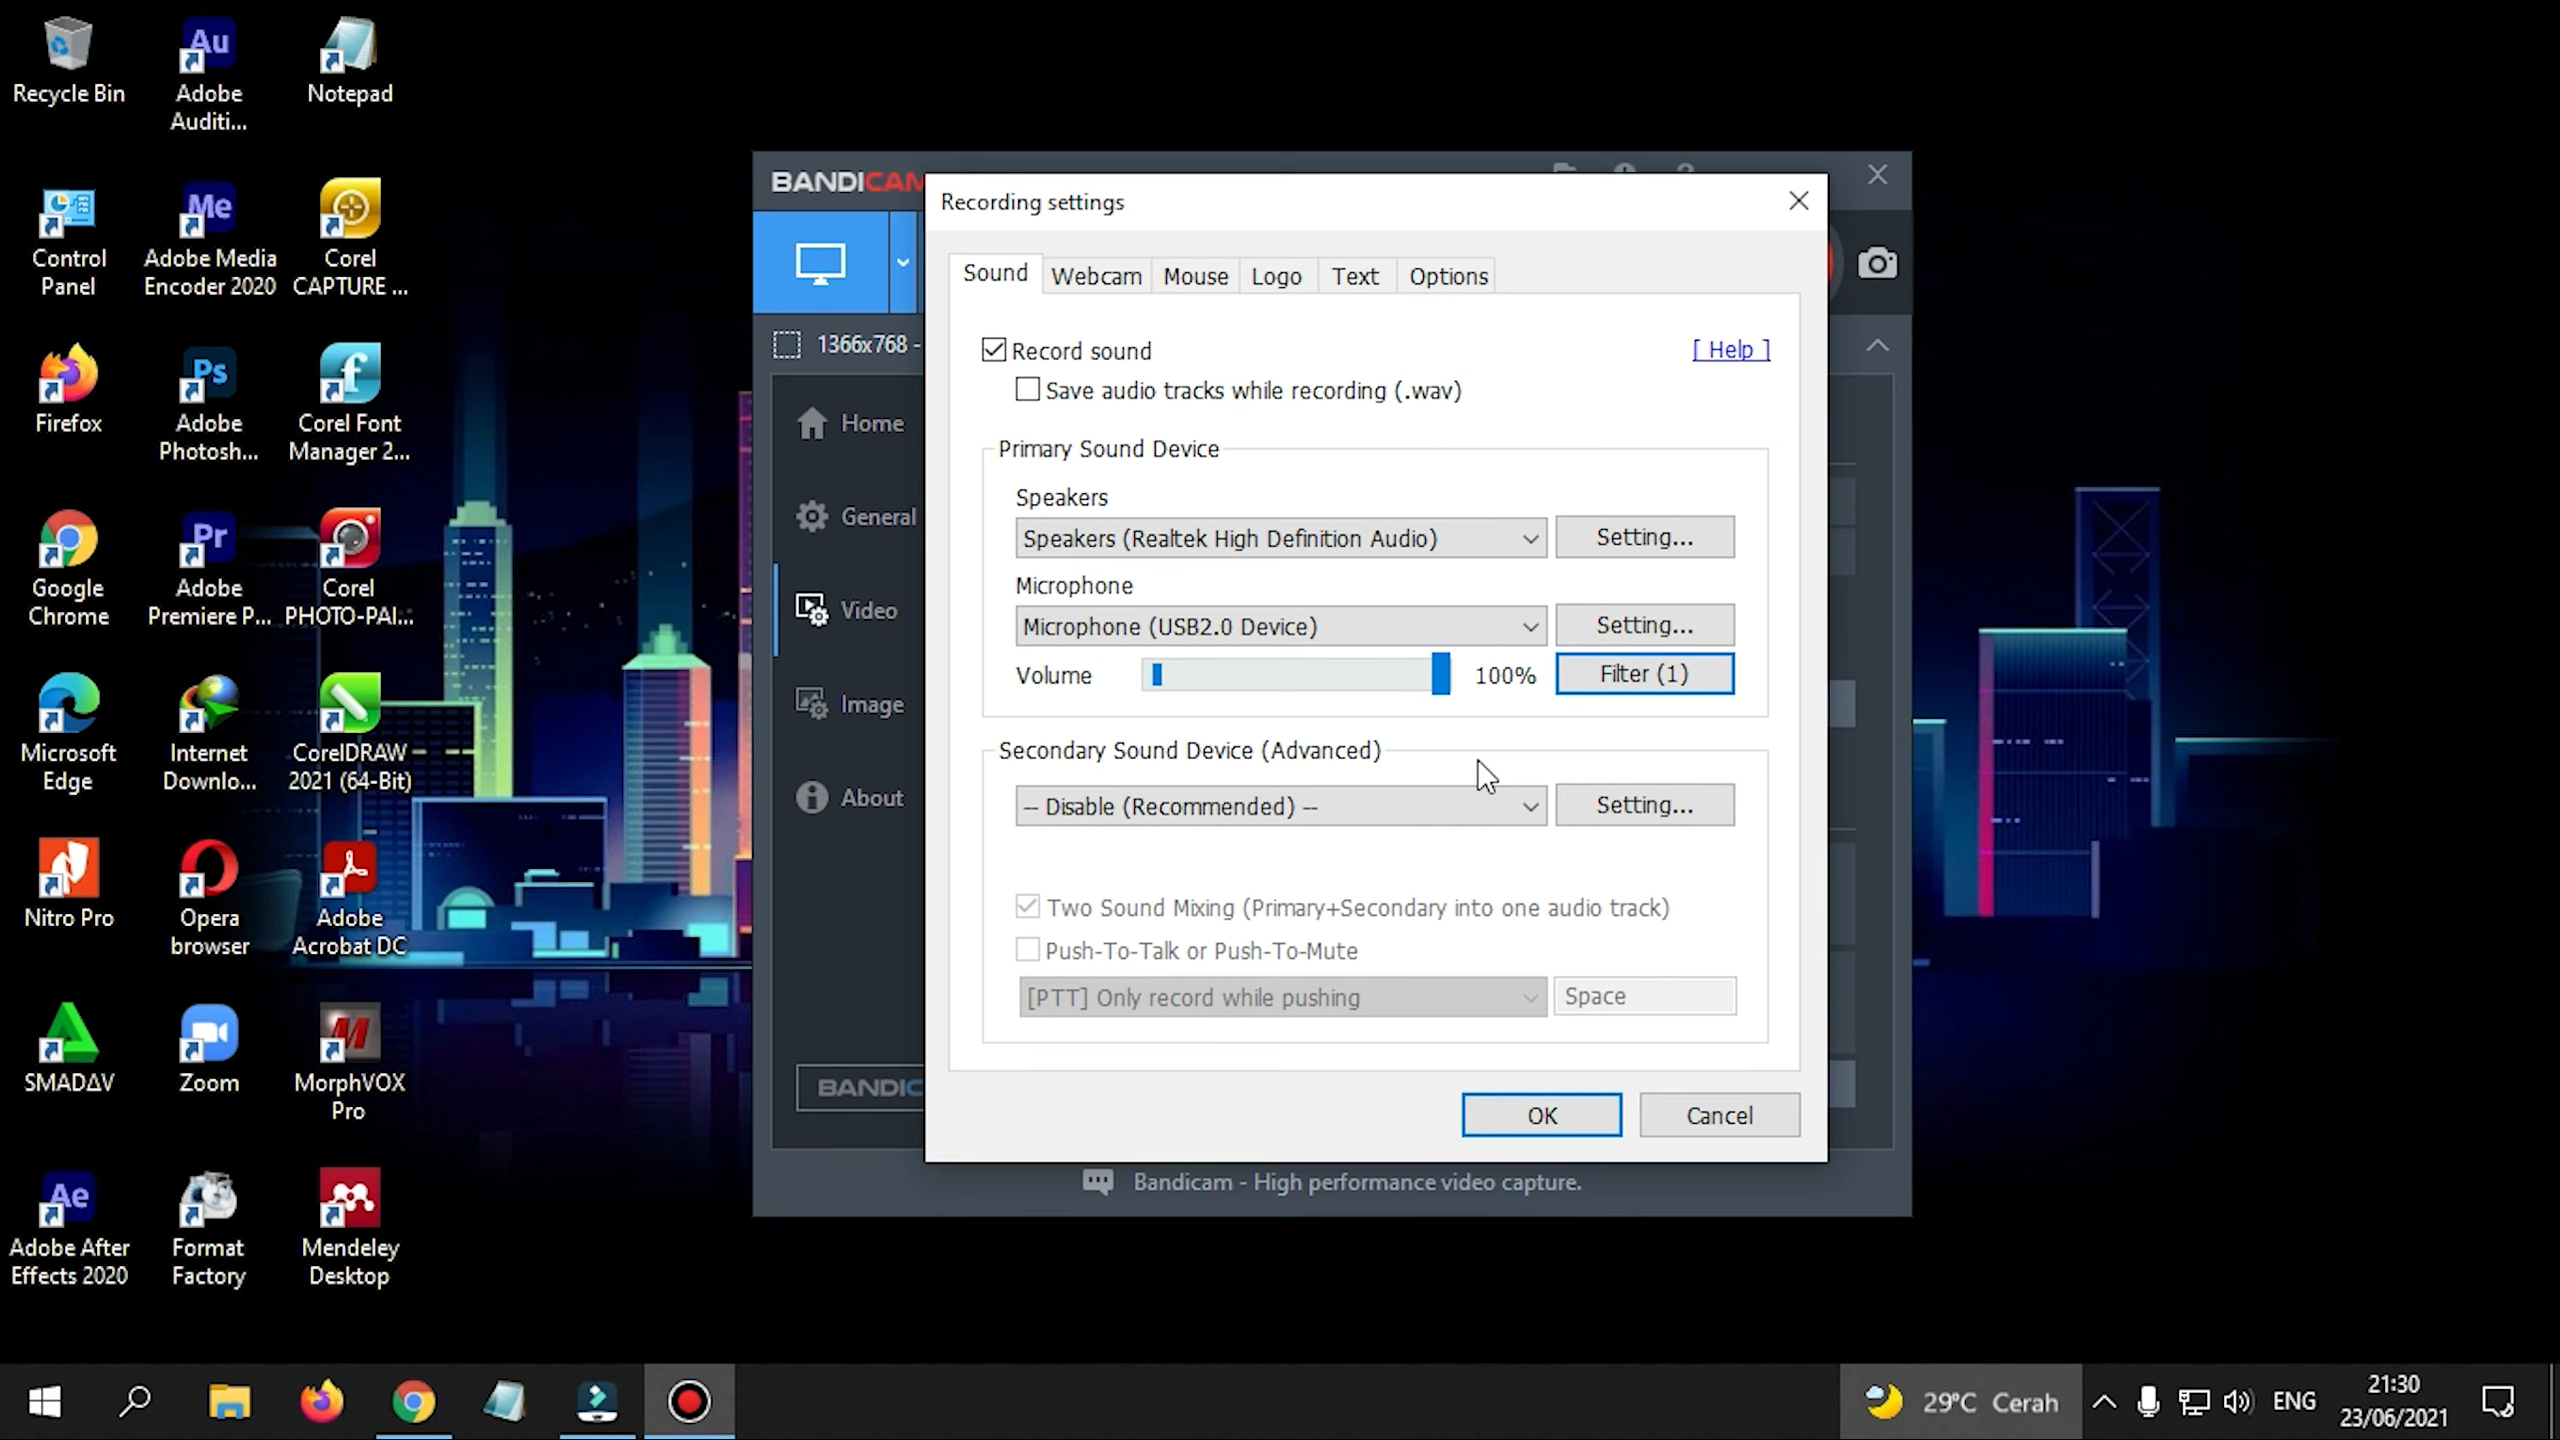 Recycle Bin
Adobe
Auditi...
Notepad
Control
Panel
Adobe Media
Encoder 2020
Corel
CAPTURE ...
Firefox
Adobe
Photosh...
Corel Font
Manager 2...
Google
Chrome
Adobe
Premiere P...
Corel
PHOTO-PAI...
Microsoft
Edge
Internet
Downlo...
CorelDRAW
2021 (64-Bit)
Nitro Pro
Opera
browser
Adobe
Acrobat DC
SMADΔV
Zoom
MorphVOX
Pro
Adobe After
Effects 2020
Format
Factory
Mendeley
Desktop
Au
Me
Ps
Pr
Ae
BANDICAM
1366x768 -
Home
General
Video
Image
About
BANDIC
Recording settings
Sound Webcam Mouse Logo Text Options
Record sound [ Help ]
Save audio tracks while recording (.wav)
Primary Sound Device
Speakers
Speakers (Realtek High Definition Audio) Setting...
Microphone
Microphone (USB2.0 Device) Setting...
Volume 100% Filter (1)
Secondary Sound Device (Advanced)
-- Disable (Recommended) -- Setting...
Two Sound Mixing (Primary+Secondary into one audio track)
Push-To-Talk or Push-To-Mute
[PTT] Only record while pushing Space
OK Cancel
Bandicam - High performance video capture.
29°C Cerah ENG 21:30
23/06/2021